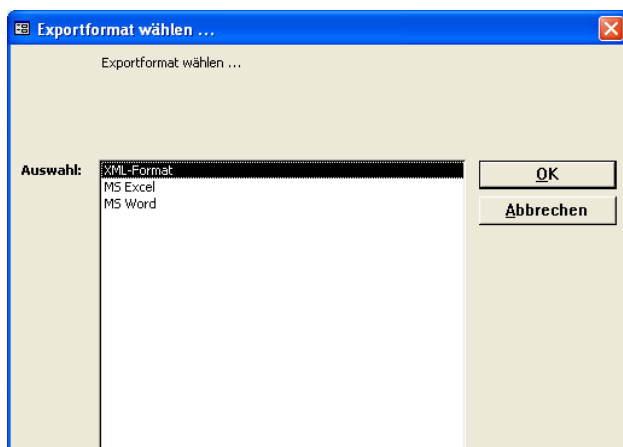 Exportformat wählen ...
Exportformat wählen ...
Auswahl:
XML-Format
MS Excel
MS Word
OK
Abbrechen